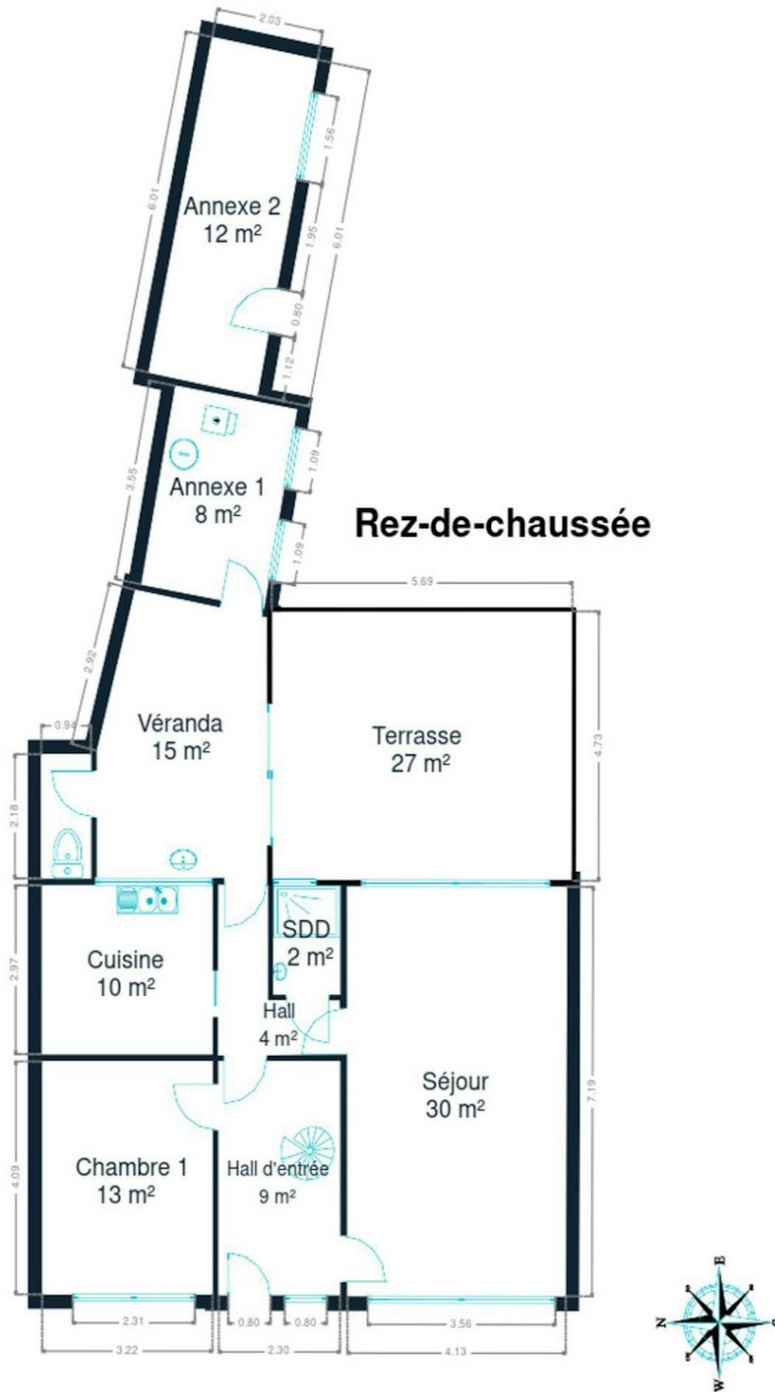 2.03
6.01
1.56
Annexe 2
12 m²
1.95
6.01
0.80
1.12
3.55
Annexe 1
8 m²
1.09
Rez-de-chaussée
1.09
5.69
2.92
0.94
Véranda
15 m²
Terrasse
27 m²
4.73
2.18
SDD
2 m²
Cuisine
10 m²
2.97
Hall
4 m²
Séjour
30 m²
7.19
Chambre 1
13 m²
Hall d'entrée
9 m²
4.09
2.31
0.80
0.80
3.56
3.22
2.30
4.13
E
N
S
W